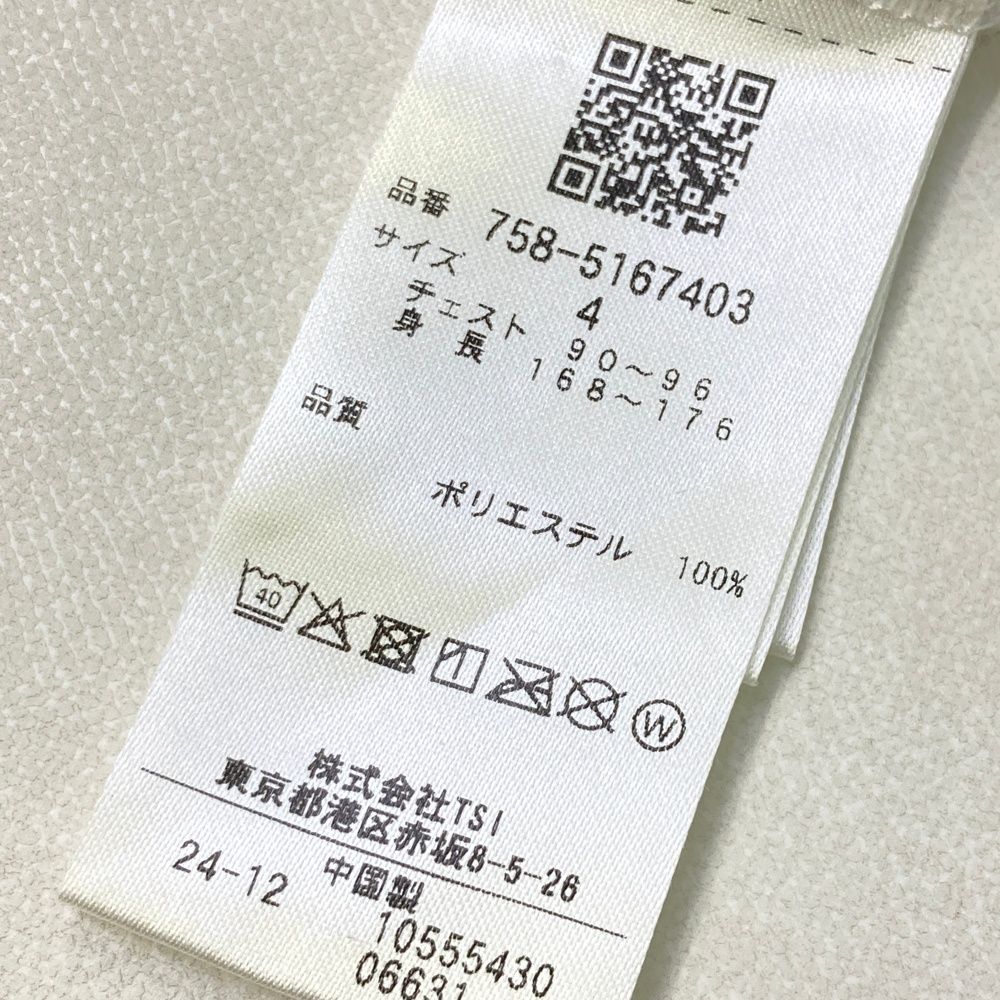 品番 758-5167403
サイズ 4
チェスト 90～96
身長 168～176
品質
ポリエステル 100%
40
W
株式会社TSI
東京都港区赤坂8-5-26
24-12 中国製
10555430
06631